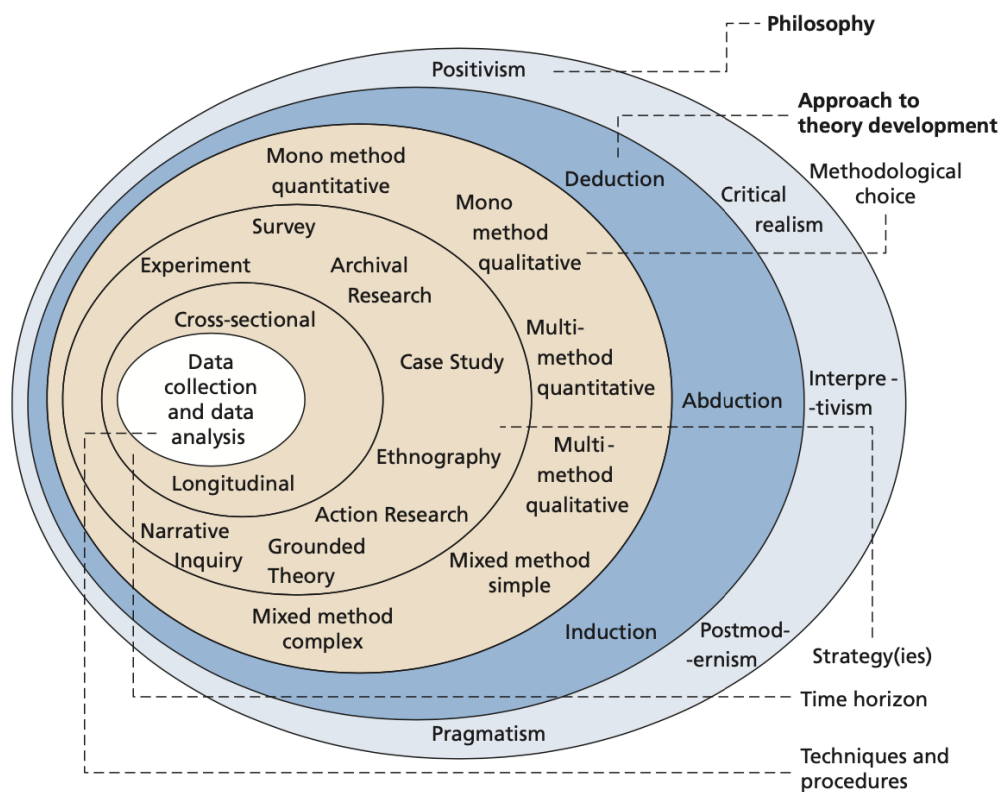 Philosophy
Positivism
Approach to
theory development
Mono method
quantitative
Deduction
Methodological
choice
Critical
realism
Mono
method
qualitative
Survey
Experiment
Archival
Research
Cross-sectional
Multi-
method
quantitative
Data
collection
and data
analysis
Case Study
Abduction
Interpre -
-tivism
Multi-
method
qualitative
Ethnography
Longitudinal
Action Research
Narrative
Inquiry
Grounded
Theory
Mixed method
simple
Mixed method
complex
Induction
Postmod-
-ernism
Strategy(ies)
Time horizon
Pragmatism
Techniques and
procedures